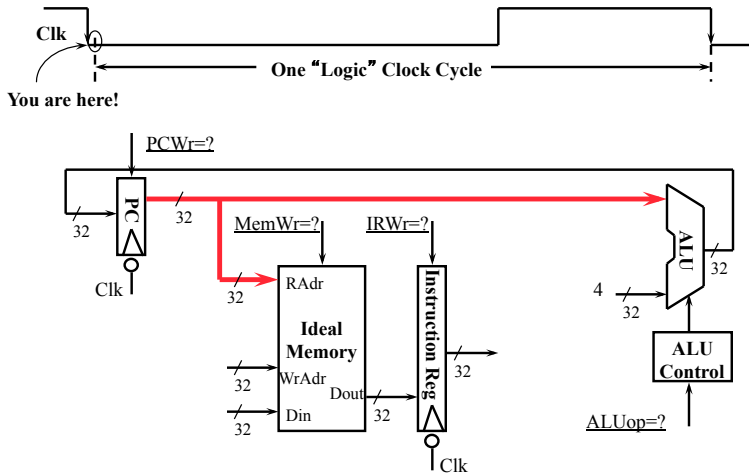 Clk
One “Logic” Clock Cycle
You are here!
PCWr=?
PC
32
32
Clk
MemWr=?
IRWr=?
32
RAdr
Ideal
Memory
WrAdr
32
Din
32
Dout
32
Instruction Reg
32
Clk
4
32
ALU
32
ALU
Control
ALUop=?